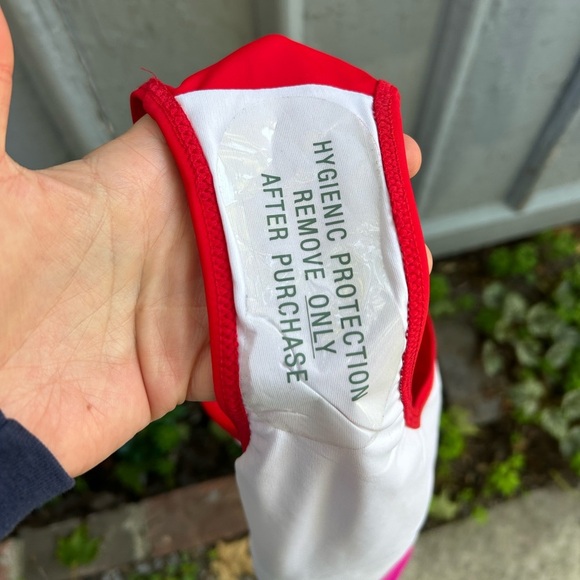 HYGIENIC PROTECTION
REMOVE ONLY
AFTER PURCHASE